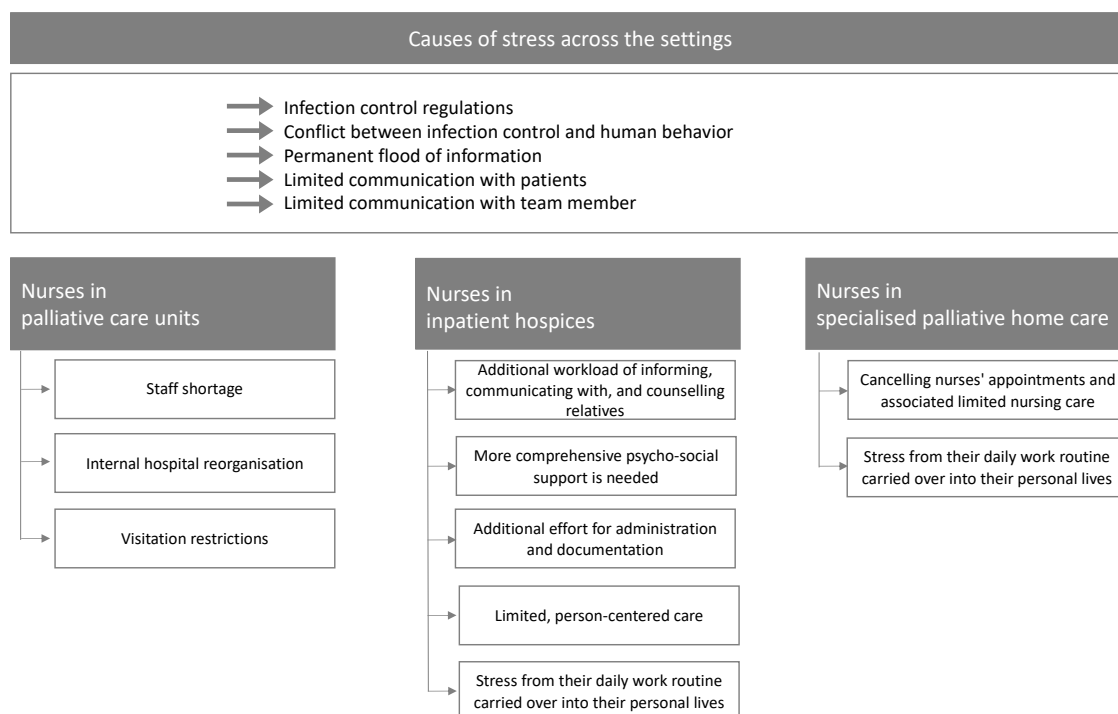 Causes of stress across the settings
Infection control regulations
Conflict between infection control and human behavior
Permanent flood of information
Limited communication with patients
Limited communication with team member
Nurses in
palliative care units
Staff shortage
Internal hospital reorganisation
Visitation restrictions
Nurses in
inpatient hospices
Additional workload of informing,
communicating with, and counselling
relatives
More comprehensive psycho-social
support is needed
Additional effort for administration
and documentation
Limited, person-centered care
Stress from their daily work routine
carried over into their personal lives
Nurses in
specialised palliative home care
Cancelling nurses' appointments and
associated limited nursing care
Stress from their daily work routine
carried over into their personal lives